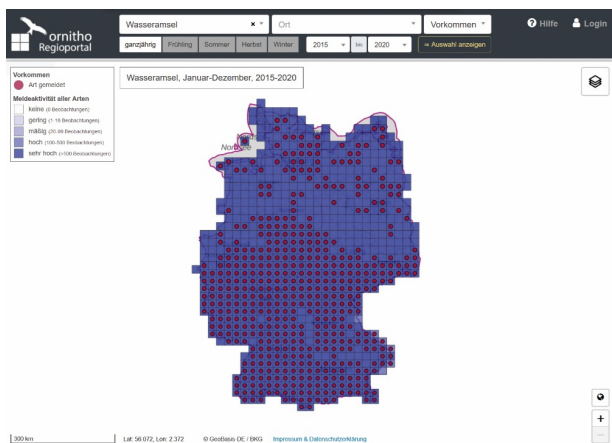 ornitho
Regioportal
Wasseramsel × Ort Vorkommen Hilfe Login
ganzjährig Frühling Sommer Herbst Winter 2015 bis 2020 Auswahl anzeigen
Vorkommen
Art gemeldet
Meldeaktivität aller Arten
keine (0 Beobachtungen)
gering (1-19 Beobachtungen)
mäßig (20-99 Beobachtungen)
hoch (100-500 Beobachtungen)
sehr hoch (>500 Beobachtungen)
Wasseramsel, Januar-Dezember, 2015-2020
Nordsee
+
300 km Lat: 56.072, Lon: 2.372 © GeoBasis DE / BKG Impressum & Datenschutzerklärung